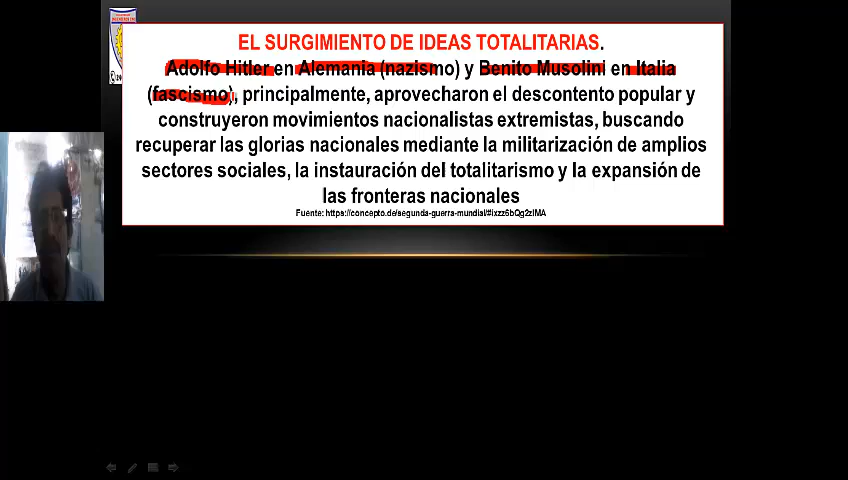 EL SURGIMIENTO DE IDEAS TOTALITARIAS.
Adolfo Hitler en Alemania (nazismo) y Benito Musolini en Italia
(fascismo), principalmente, aprovecharon el descontento popular y
construyeron movimientos nacionalistas extremistas, buscando
recuperar las glorias nacionales mediante la militarización de amplios
sectores sociales, la instauración del totalitarismo y la expansión de
las fronteras nacionales
Fuente: https://concepto.de/segunda-guerra-mundial/#ixzz6bQg2zIMA